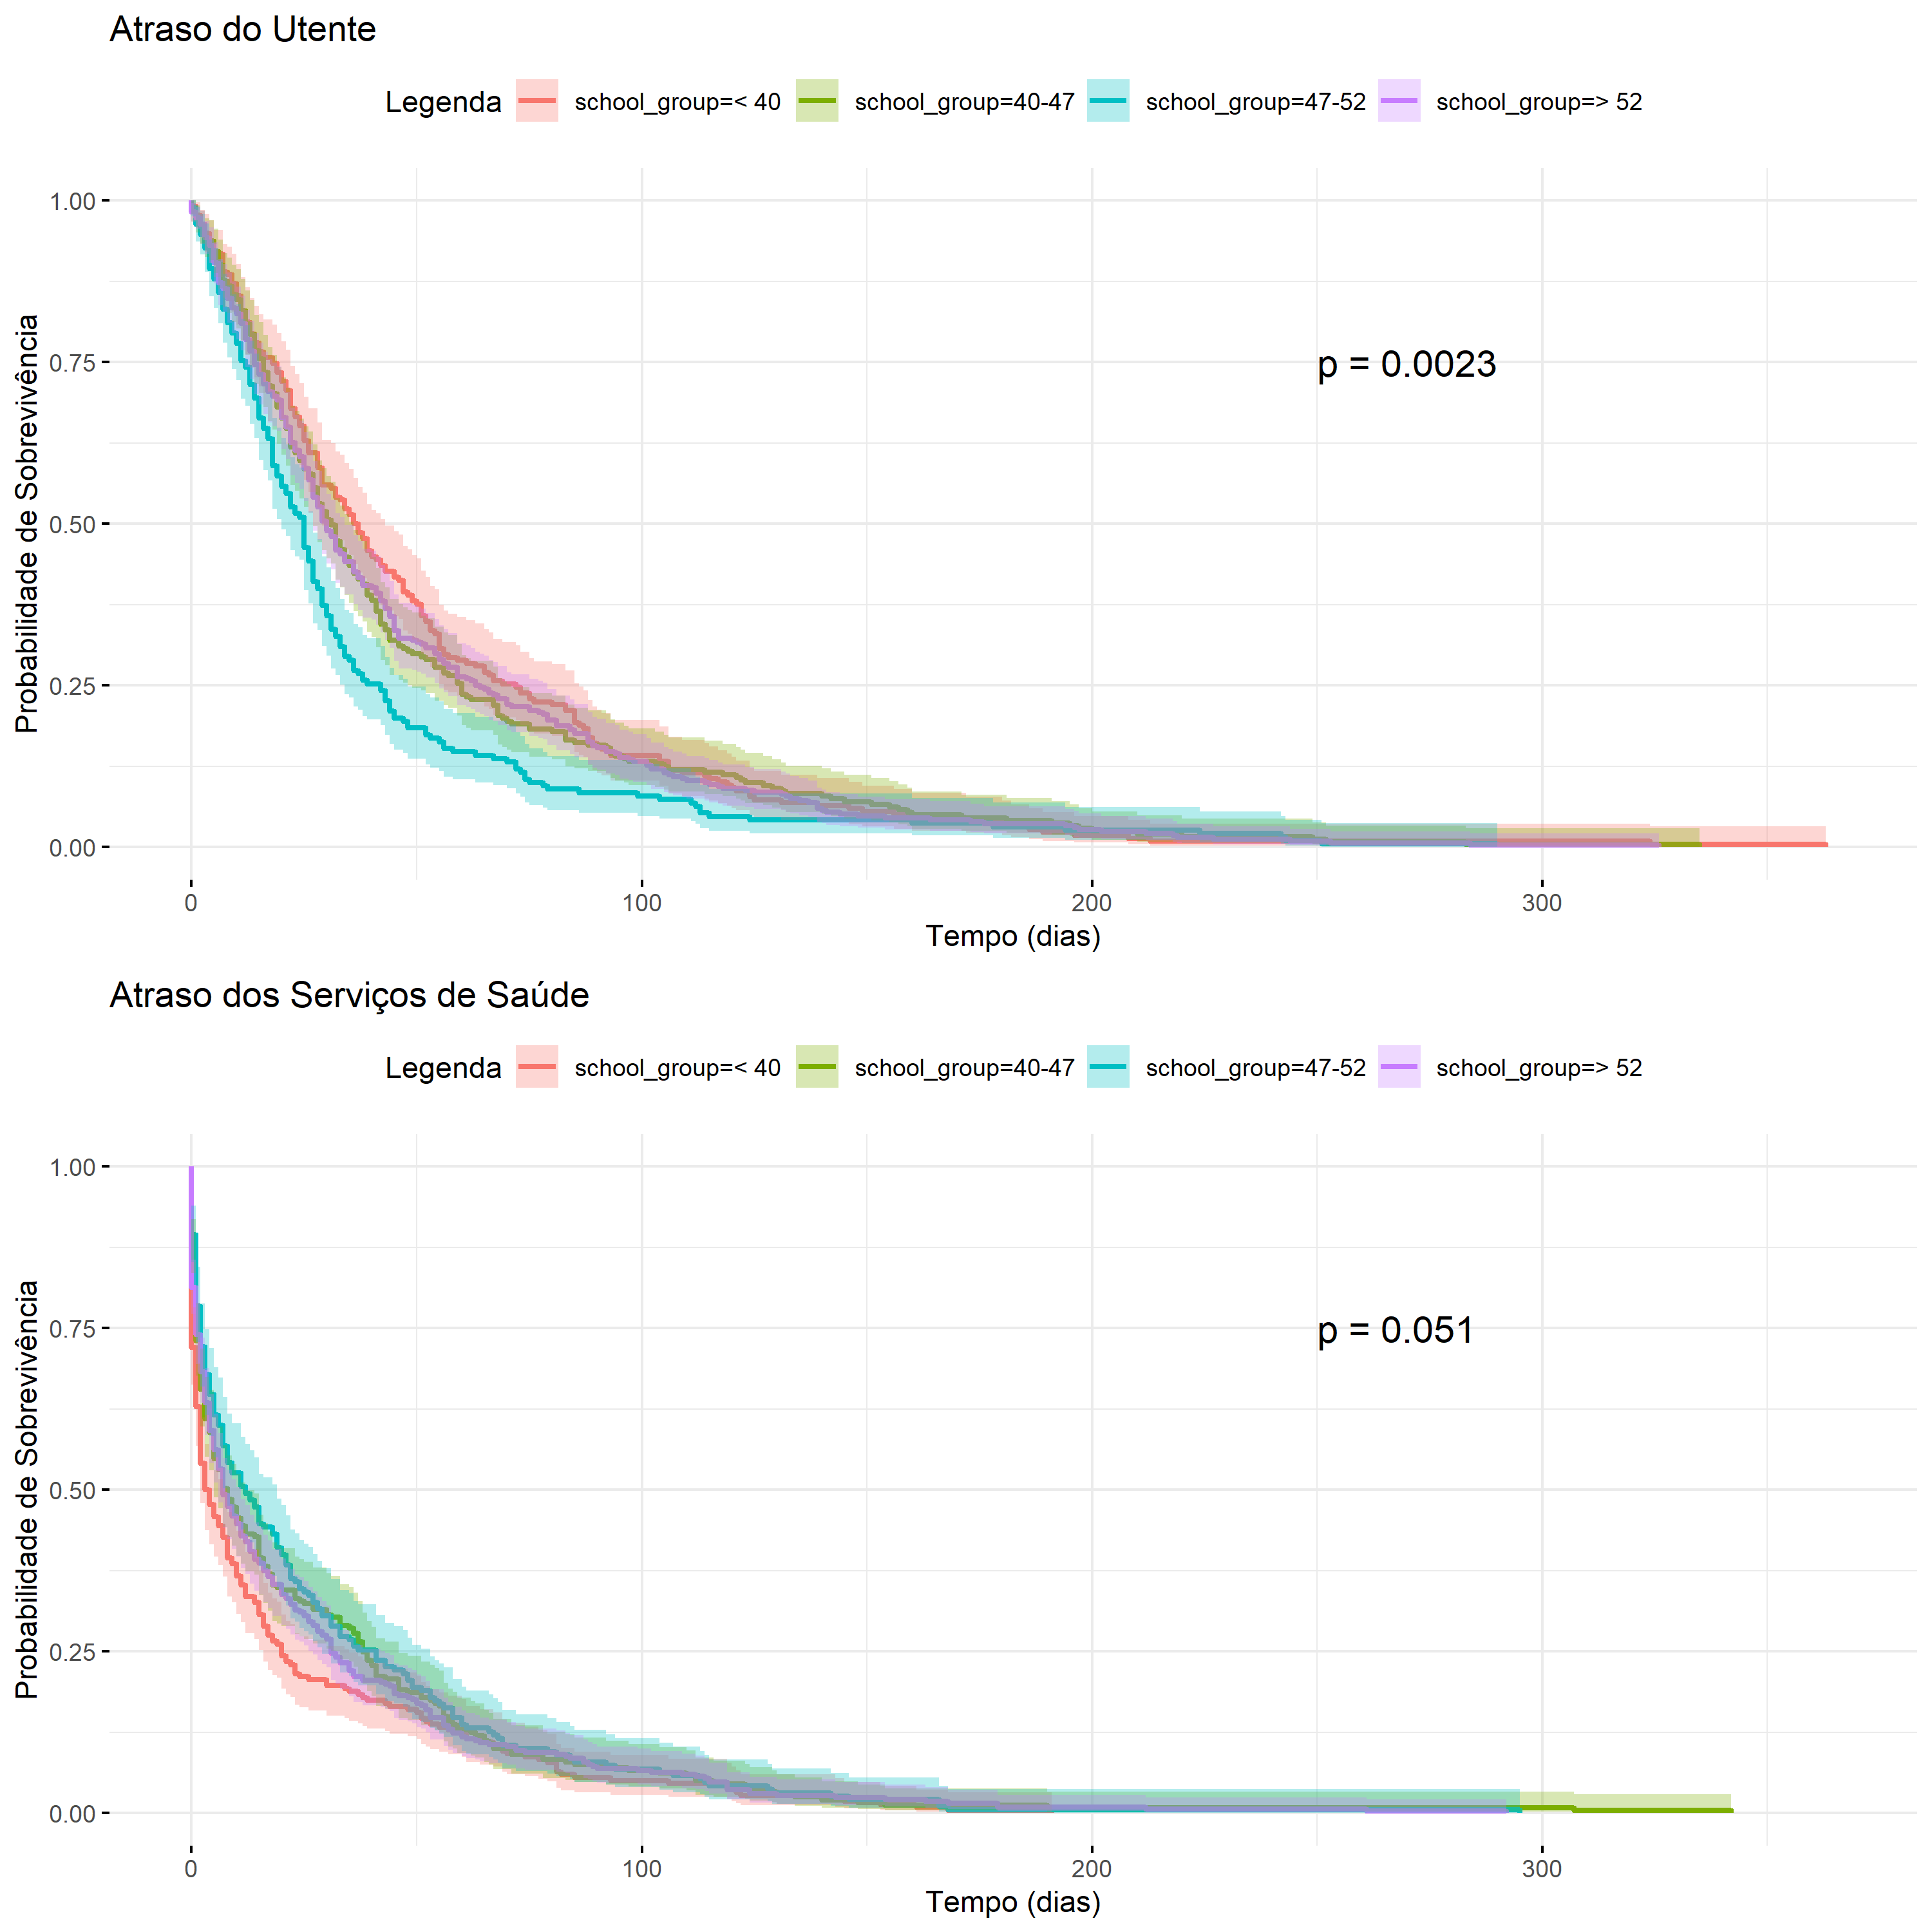 Atraso do Utente
Legenda school_group=< 40 school_group=40-47 school_group=47-52 school_group=> 52
Probabilidade de Sobrevivência
1.00
0.75
0.50
0.25
0.00
p = 0.0023
0 100 200 300
Tempo (dias)
Atraso dos Serviços de Saúde
Legenda school_group=< 40 school_group=40-47 school_group=47-52 school_group=> 52
Probabilidade de Sobrevivência
1.00
0.75
0.50
0.25
0.00
p = 0.051
0 100 200 300
Tempo (dias)